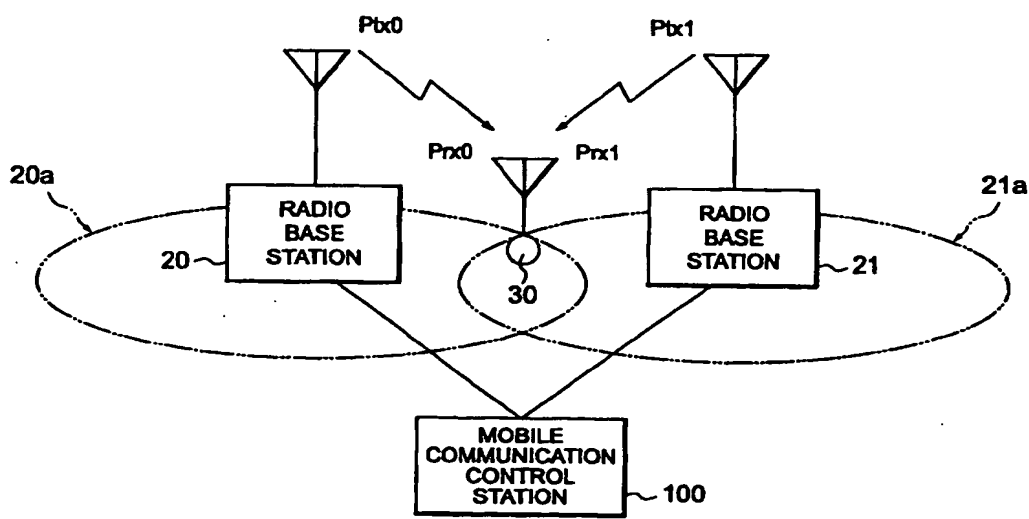 Ptx0
Ptx1
Prx0
Prx1
20a
21a
RADIO
BASE
STATION
20
RADIO
BASE
STATION
21
30
MOBILE
COMMUNICATION
CONTROL
STATION
100